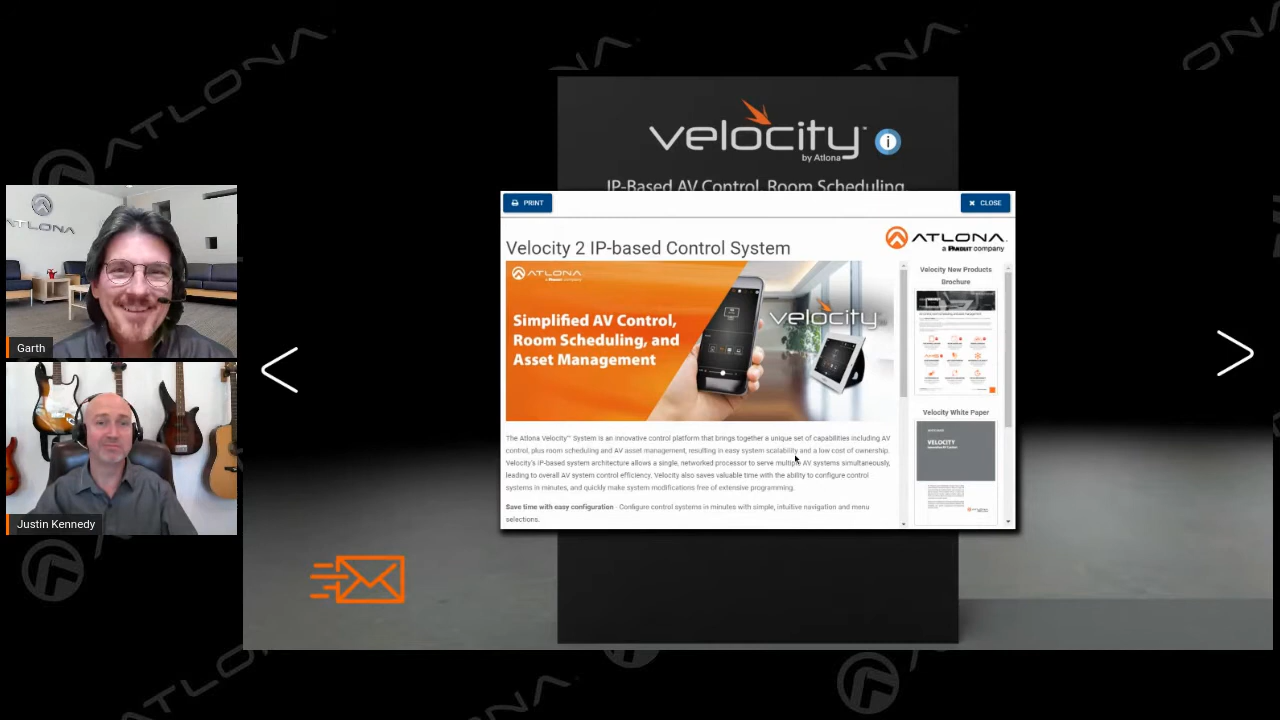 velocity™
by Atlona
IP-Based AV Control, Room Scheduling
PRINT
CLOSE
Velocity 2 IP-based Control System
ATLONA
a PANDUIT company
ATLONA
Simplified AV Control,
Room Scheduling, and
Asset Management
velocity
The Atlona Velocity™ System is an innovative control platform that brings together a unique set of capabilities including AV
control, plus room scheduling and AV asset management, resulting in easy system scalability and a low cost of ownership.
Velocity's IP-based system architecture allows a single, networked processor to serve multiple AV systems simultaneously,
leading to overall AV system control efficiency. Velocity also saves valuable time with the ability to configure control
systems in minutes, and quickly make system modifications free of extensive programming.
Save time with easy configuration - Configure control systems in minutes with simple, intuitive navigation and menu
selections.
Velocity New Products
Brochure
Velocity White Paper
VELOCITY
ATLONA
Garth
Justin Kennedy
ATLONA
ATLONA
ATLONA
ATLONA